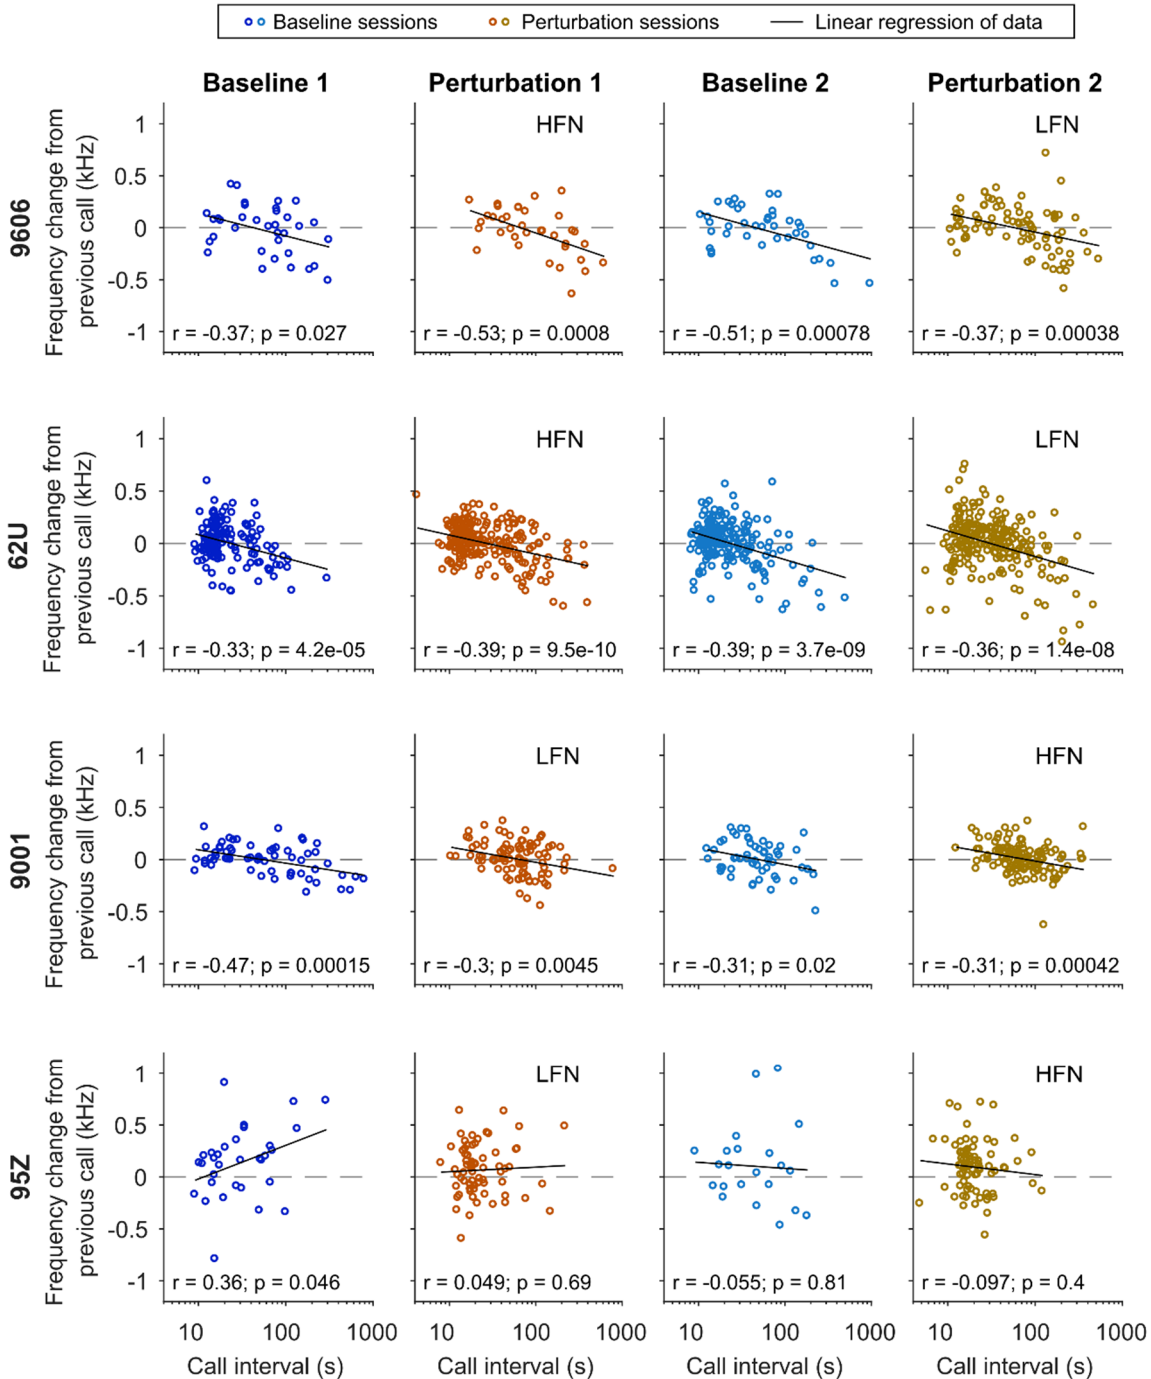 Baseline sessions Perturbation sessions Linear regression of data
Baseline 1 Perturbation 1 Baseline 2 Perturbation 2
9606
Frequency change from
previous call (kHz)
1
0.5
0
-0.5
-1
HFN
LFN
r = -0.37; p = 0.027
r = -0.53; p = 0.0008
r = -0.51; p = 0.00078
r = -0.37; p = 0.00038
10 100 1000
62U
Frequency change from
previous call (kHz)
1
0.5
0
-0.5
-1
HFN
LFN
r = -0.33; p = 4.2e-05
r = -0.39; p = 9.5e-10
r = -0.39; p = 3.7e-09
r = -0.36; p = 1.4e-08
9001
Frequency change from
previous call (kHz)
1
0.5
0
-0.5
-1
LFN
HFN
r = -0.47; p = 0.00015
r = -0.3; p = 0.0045
r = -0.31; p = 0.02
r = -0.31; p = 0.00042
95Z
Frequency change from
previous call (kHz)
1
0.5
0
-0.5
-1
LFN
HFN
r = 0.36; p = 0.046
r = 0.049; p = 0.69
r = -0.055; p = 0.81
r = -0.097; p = 0.4
10 100 1000
10 100 1000
10 100 1000
10 100 1000
Call interval (s)
Call interval (s)
Call interval (s)
Call interval (s)